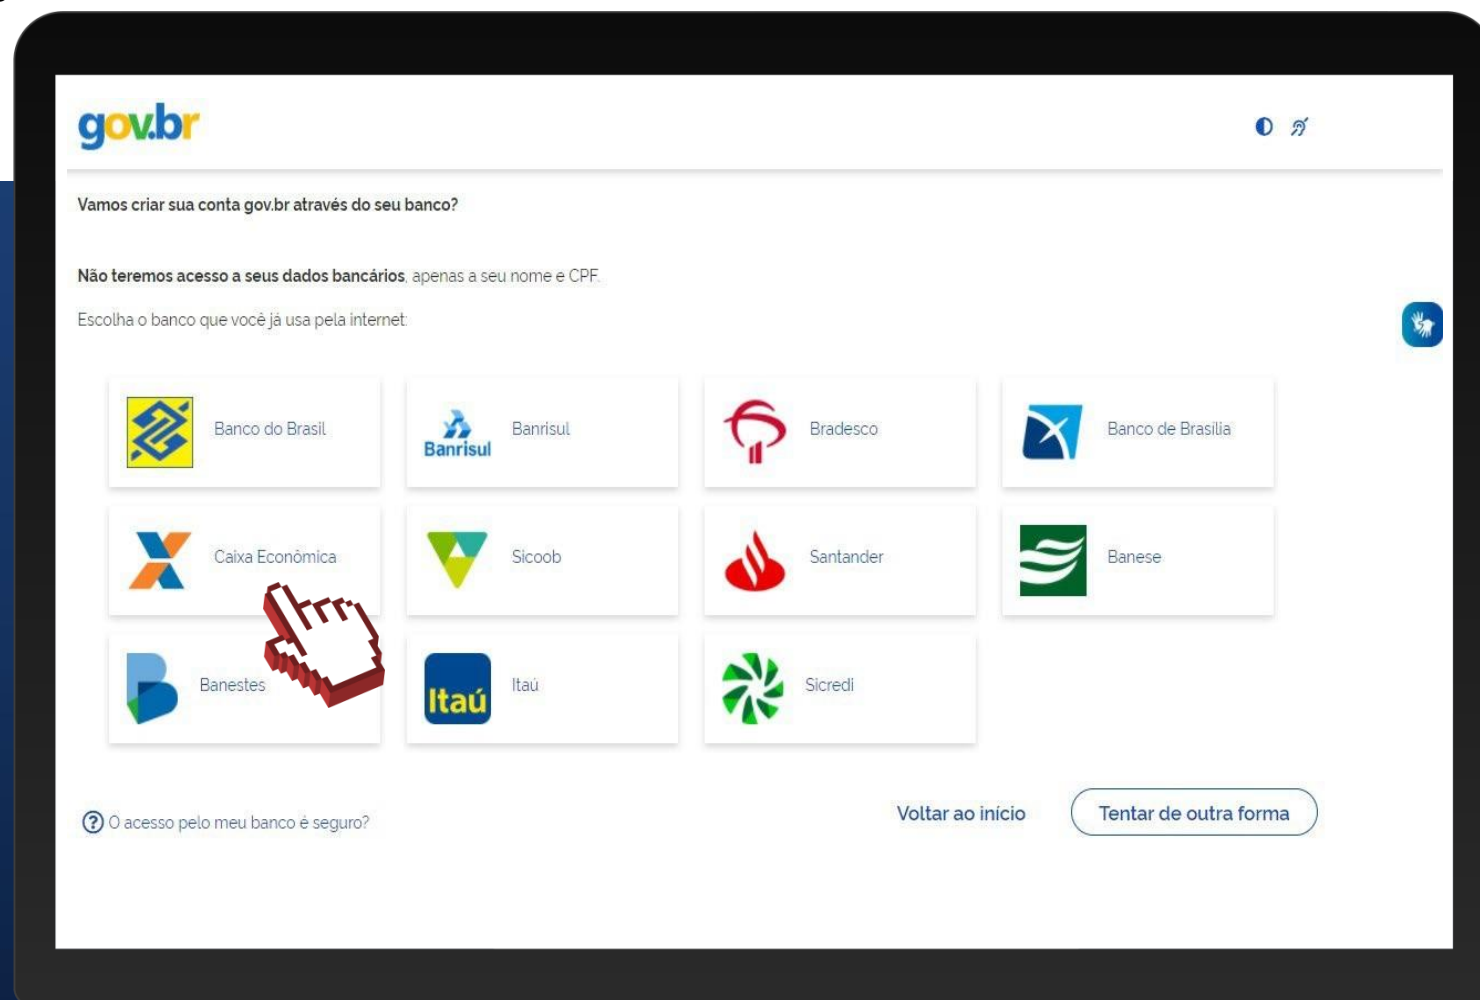 gov.br
Vamos criar sua conta gov.br através do seu banco?
Não teremos acesso a seus dados bancários, apenas a seu nome e CPF.
Escolha o banco que você já usa pela internet:
Banco do Brasil
Banrisul
Banrisul
Bradesco
Banco de Brasília
Caixa Econômica
Sicoob
Santander
Banese
Banestes
Itaú
Itaú
Sicredi
O acesso pelo meu banco é seguro?
Voltar ao início
Tentar de outra forma